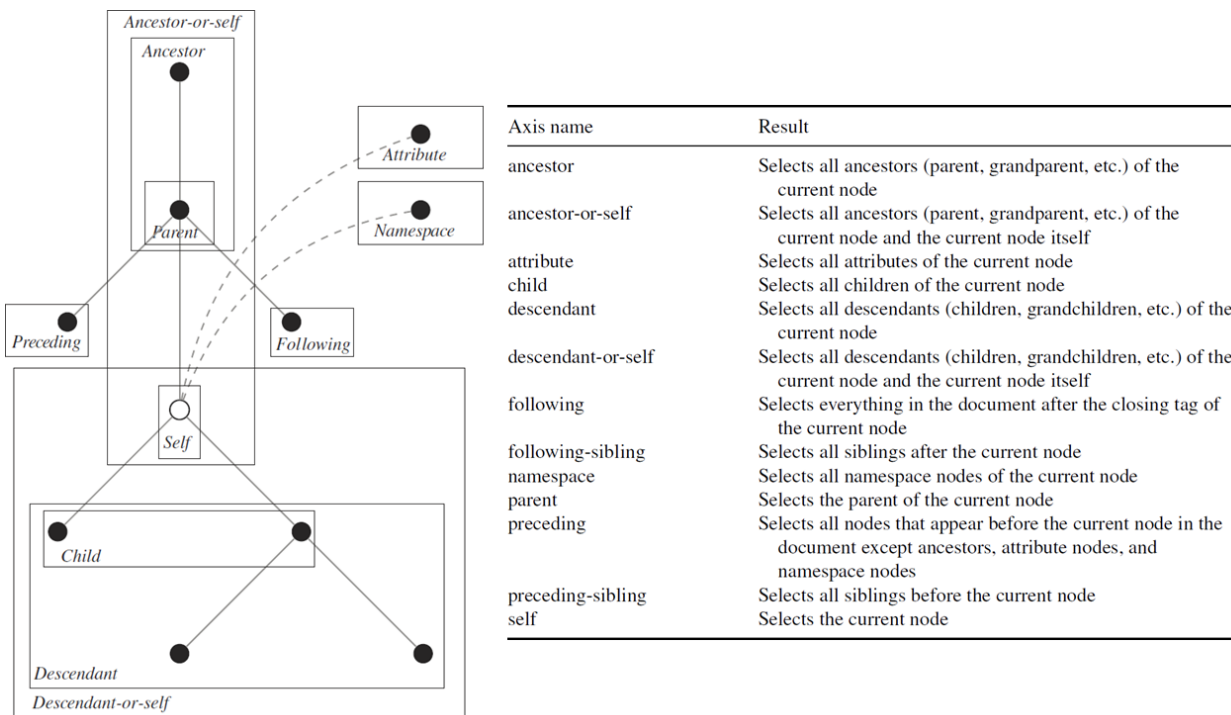 Ancestor-or-self
Ancestor
Attribute
Parent
Namespace
Preceding
Following
Self
Child
Descendant
Descendant-or-self
Axis name Result
ancestor Selects all ancestors (parent, grandparent, etc.) of the
current node
ancestor-or-self Selects all ancestors (parent, grandparent, etc.) of the
current node and the current node itself
attribute Selects all attributes of the current node
child Selects all children of the current node
descendant Selects all descendants (children, grandchildren, etc.) of the
current node
descendant-or-self Selects all descendants (children, grandchildren, etc.) of the
current node and the current node itself
following Selects everything in the document after the closing tag of
the current node
following-sibling Selects all siblings after the current node
namespace Selects all namespace nodes of the current node
parent Selects the parent of the current node
preceding Selects all nodes that appear before the current node in the
document except ancestors, attribute nodes, and
namespace nodes
preceding-sibling Selects all siblings before the current node
self Selects the current node